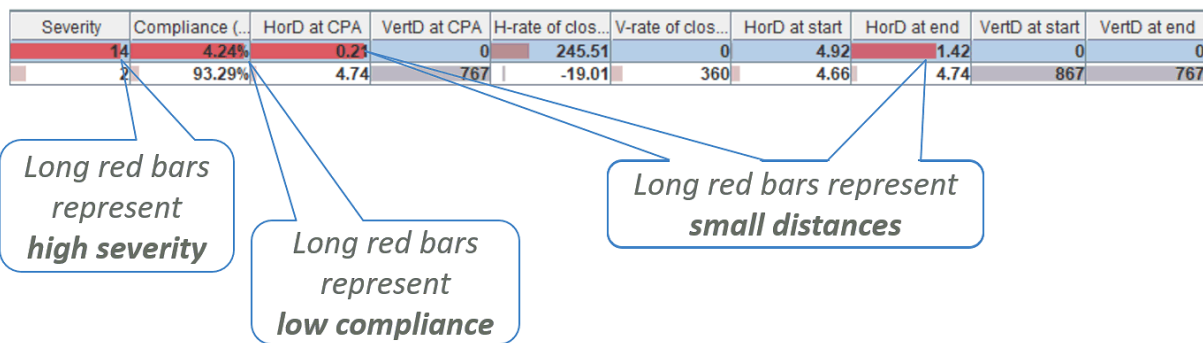 Severity Compliance (... HorD at CPA VertD at CPA H-rate of clos... V-rate of clos... HorD at start HorD at end VertD at start VertD at end
14 4.24% 0.21 0 245.51 0 4.92 1.42 0 0
2 93.29% 4.74 767 -19.01 360 4.66 4.74 867 767
Long red bars
represent
high severity
Long red bars
represent
low compliance
Long red bars represent
small distances